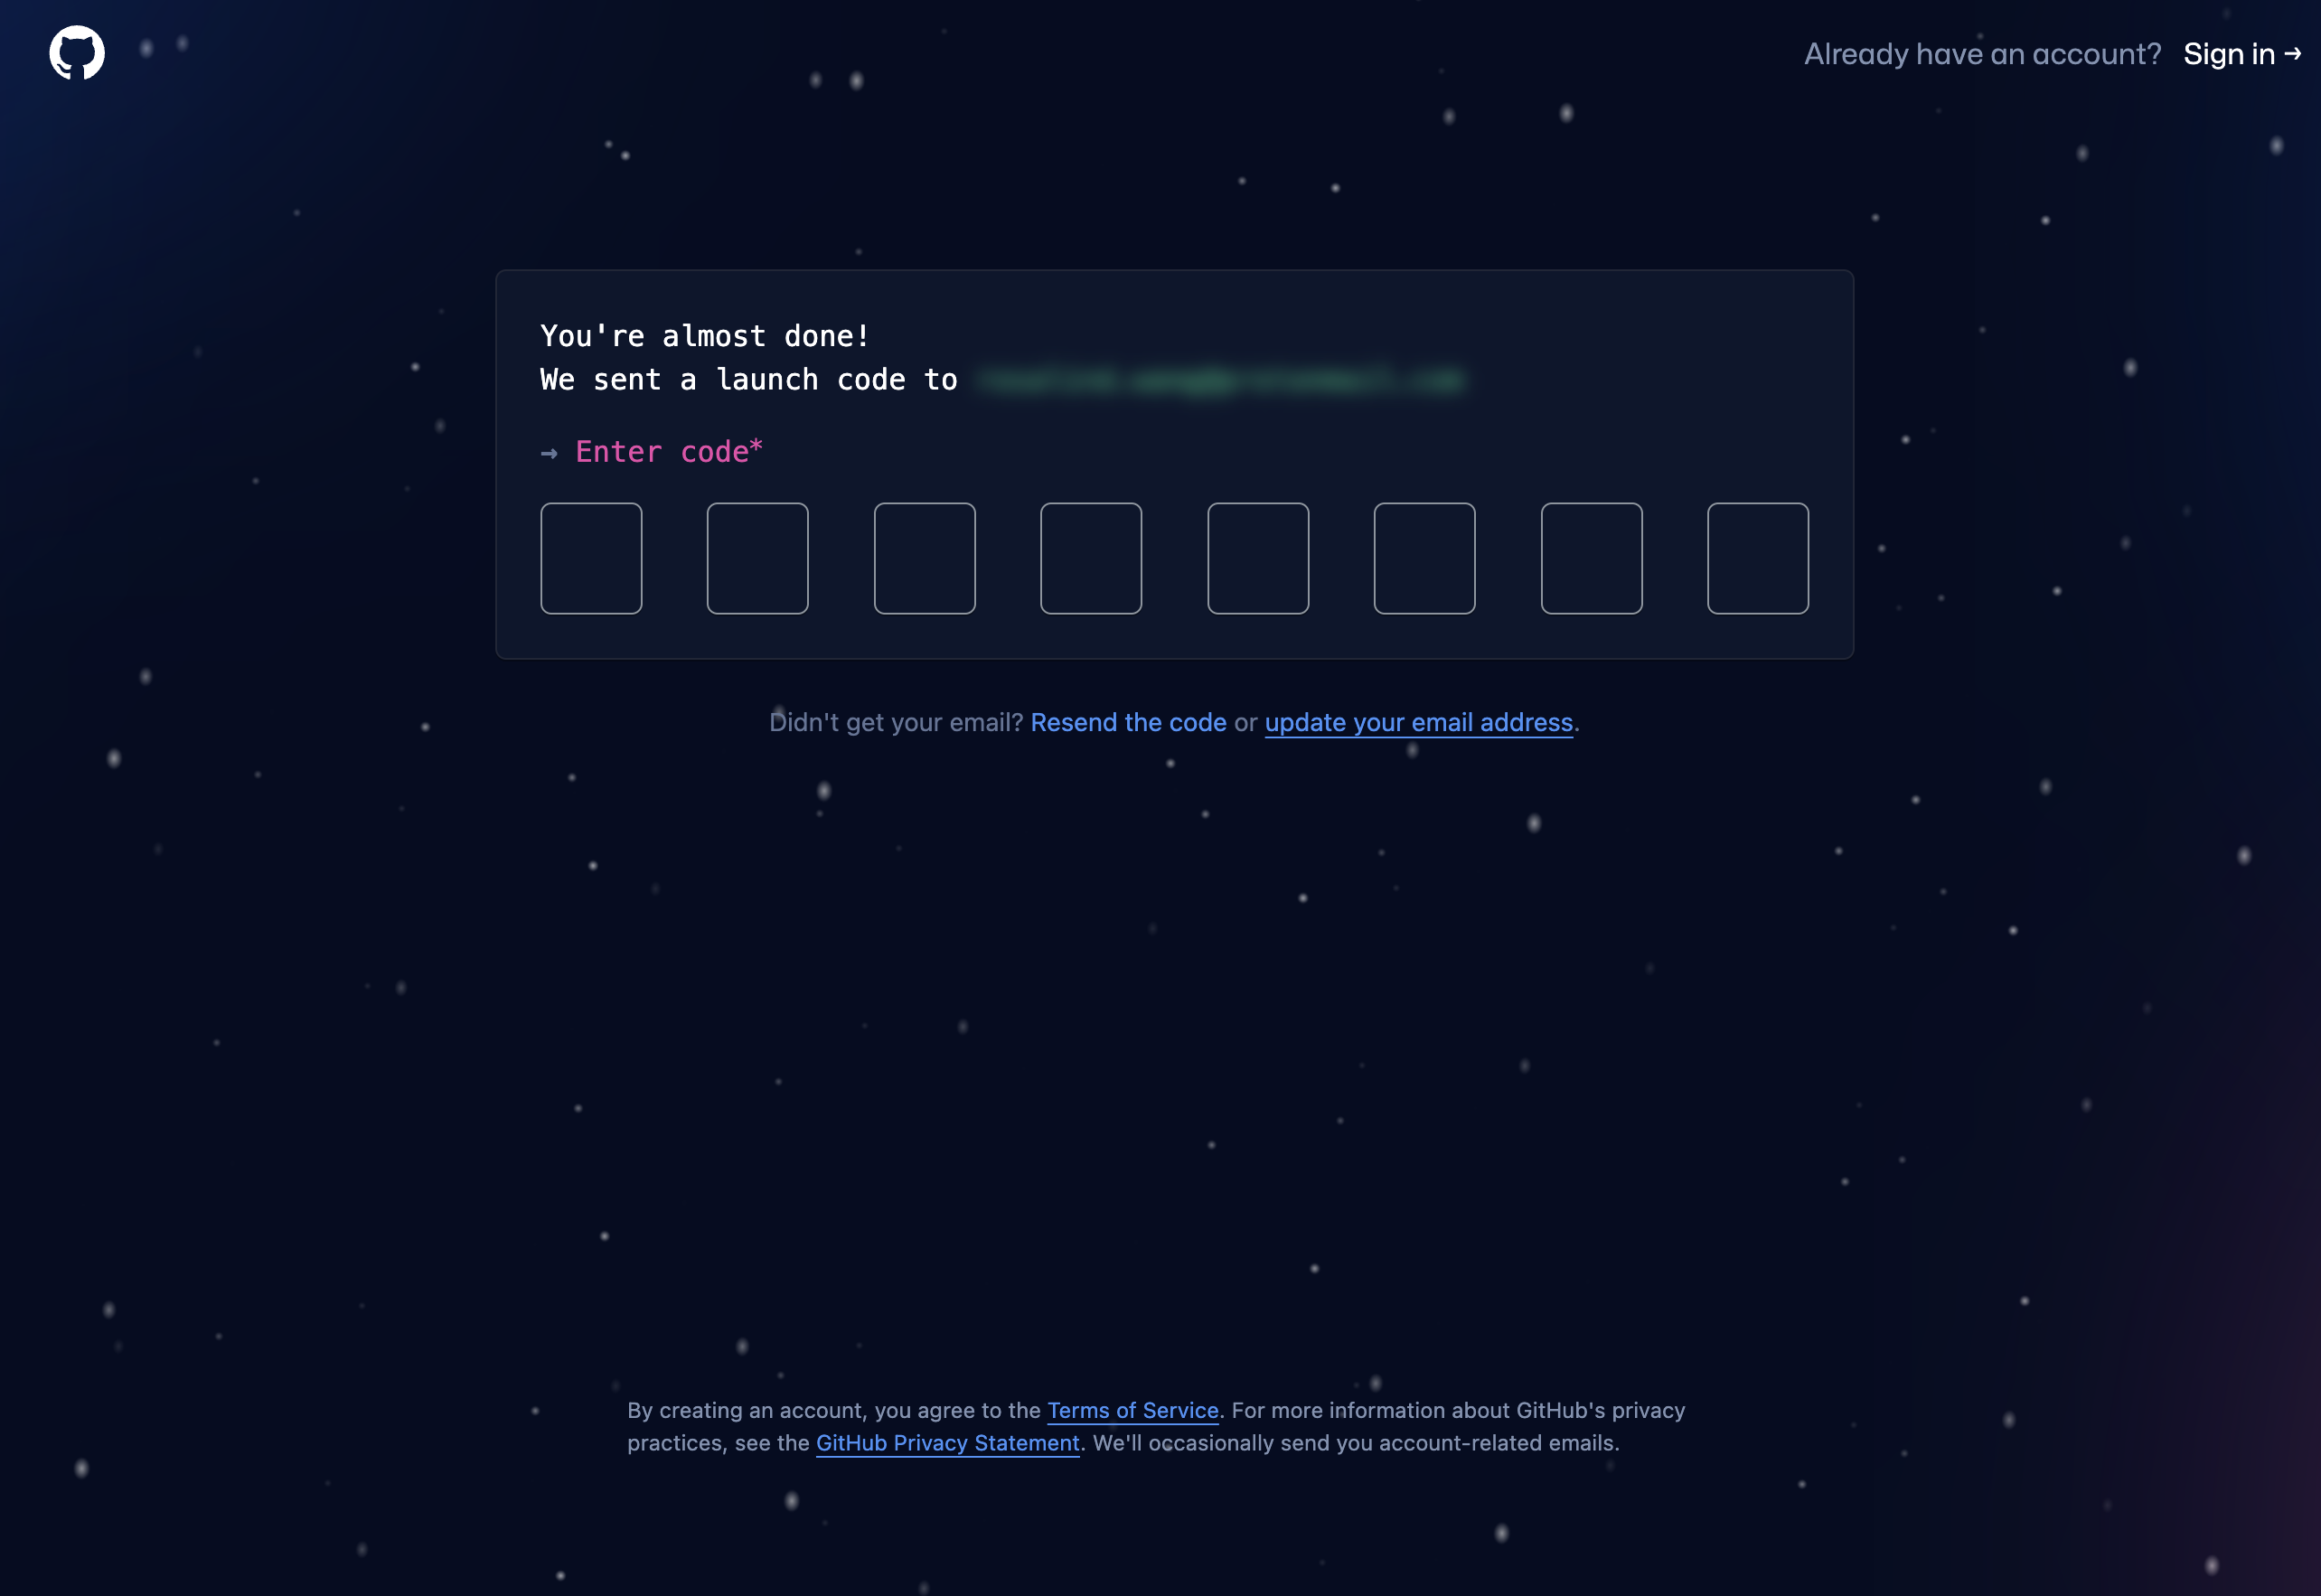 Already have an account? Sign in →
You're almost done!
We sent a launch code to
→ Enter code*
Didn't get your email? Resend the code or update your email address.
By creating an account, you agree to the Terms of Service. For more information about GitHub's privacy
practices, see the GitHub Privacy Statement. We'll occasionally send you account-related emails.